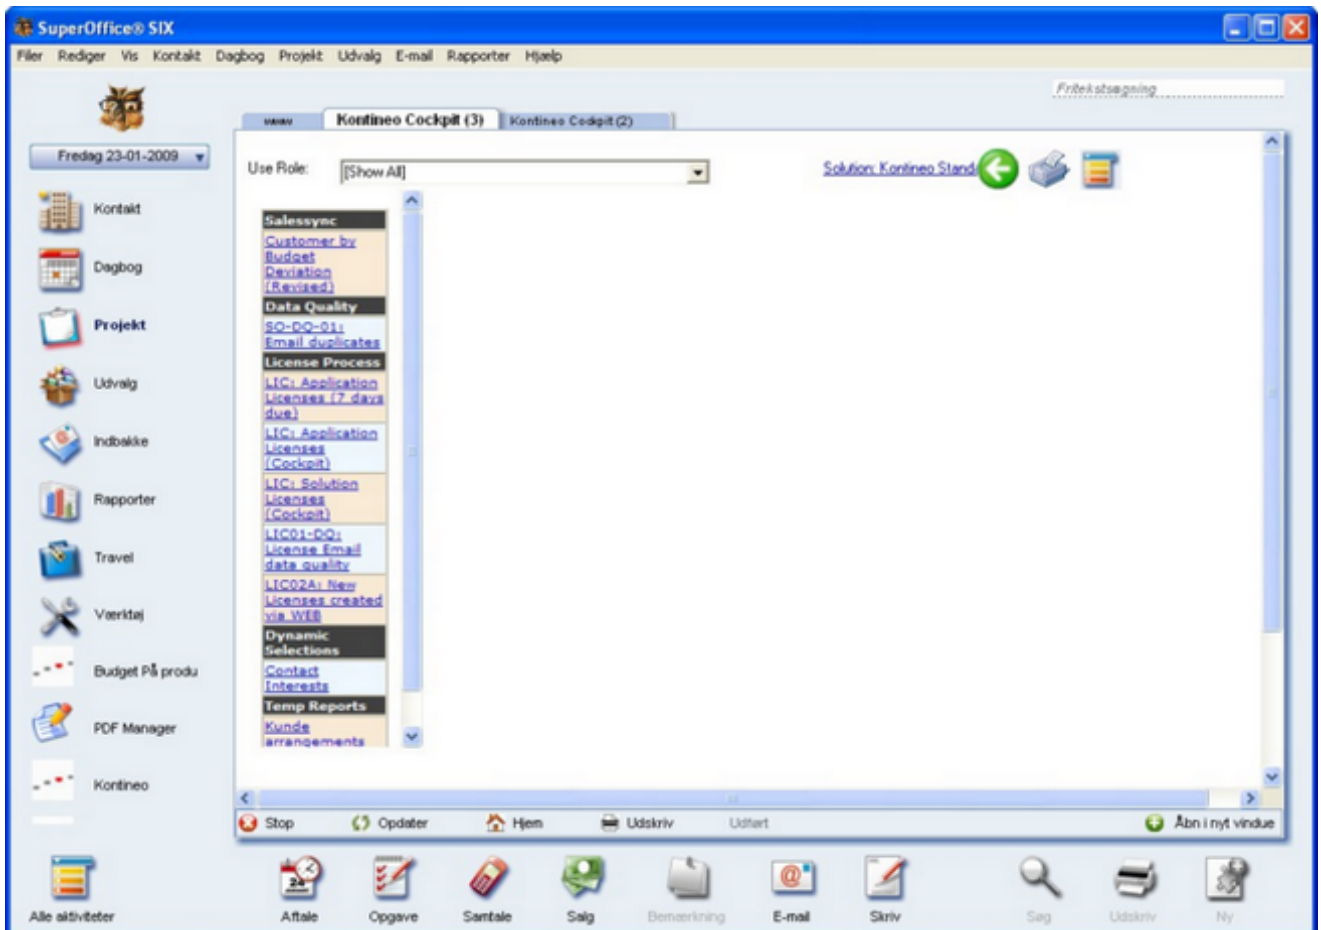 SuperOffice® SIX
Filer Rediger Vis Kontakt Dagbog Projekt Udvalg E-mail Rapporter Hjælp
Fritekstsøgning
www Kontineo Cockpit (3) Kontineo Cockpit (2)
Fredag 23-01-2009
Use Role: [Show All] Solution: Kontineo Stand
Kontakt
Dagbog
Projekt
Udvalg
Indbakke
Rapporter
Travel
Værktøj
Budget På produ
PDF Manager
Kontineo
Salessync
Customer by
Budget
Deviation
(Revised)
Data Quality
SO-DQ-01:
Email duplicates
License Process
LIC: Application
Licenses (7 days
due)
LIC: Application
Licenses
(Cockpit)
LIC: Solution
Licenses
(Cockpit)
LIC01-DQ:
License Email
data quality
LIC02A: New
Licenses created
via WEB
Dynamic
Selections
Contact
Interests
Temp Reports
Kunde
arrangements
Stop Opdater Hjem Udskriv Udført Åbn i nyt vindue
24
Alle aktiviteter Aftale Opgave Samtale Salg Bemærkning E-mail Skriv Søg Udskriv Ny